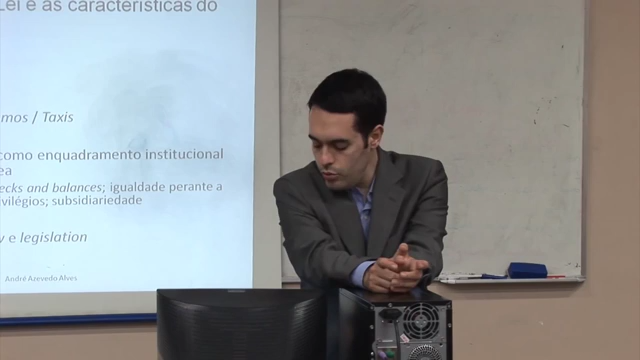 Lei e as características do
mos / Taxis
como enquadramento institucional
ea
ecks and balances; igualdade perante a
vilégios; subsidiariedade
v e legislation
André Azevedo Alves